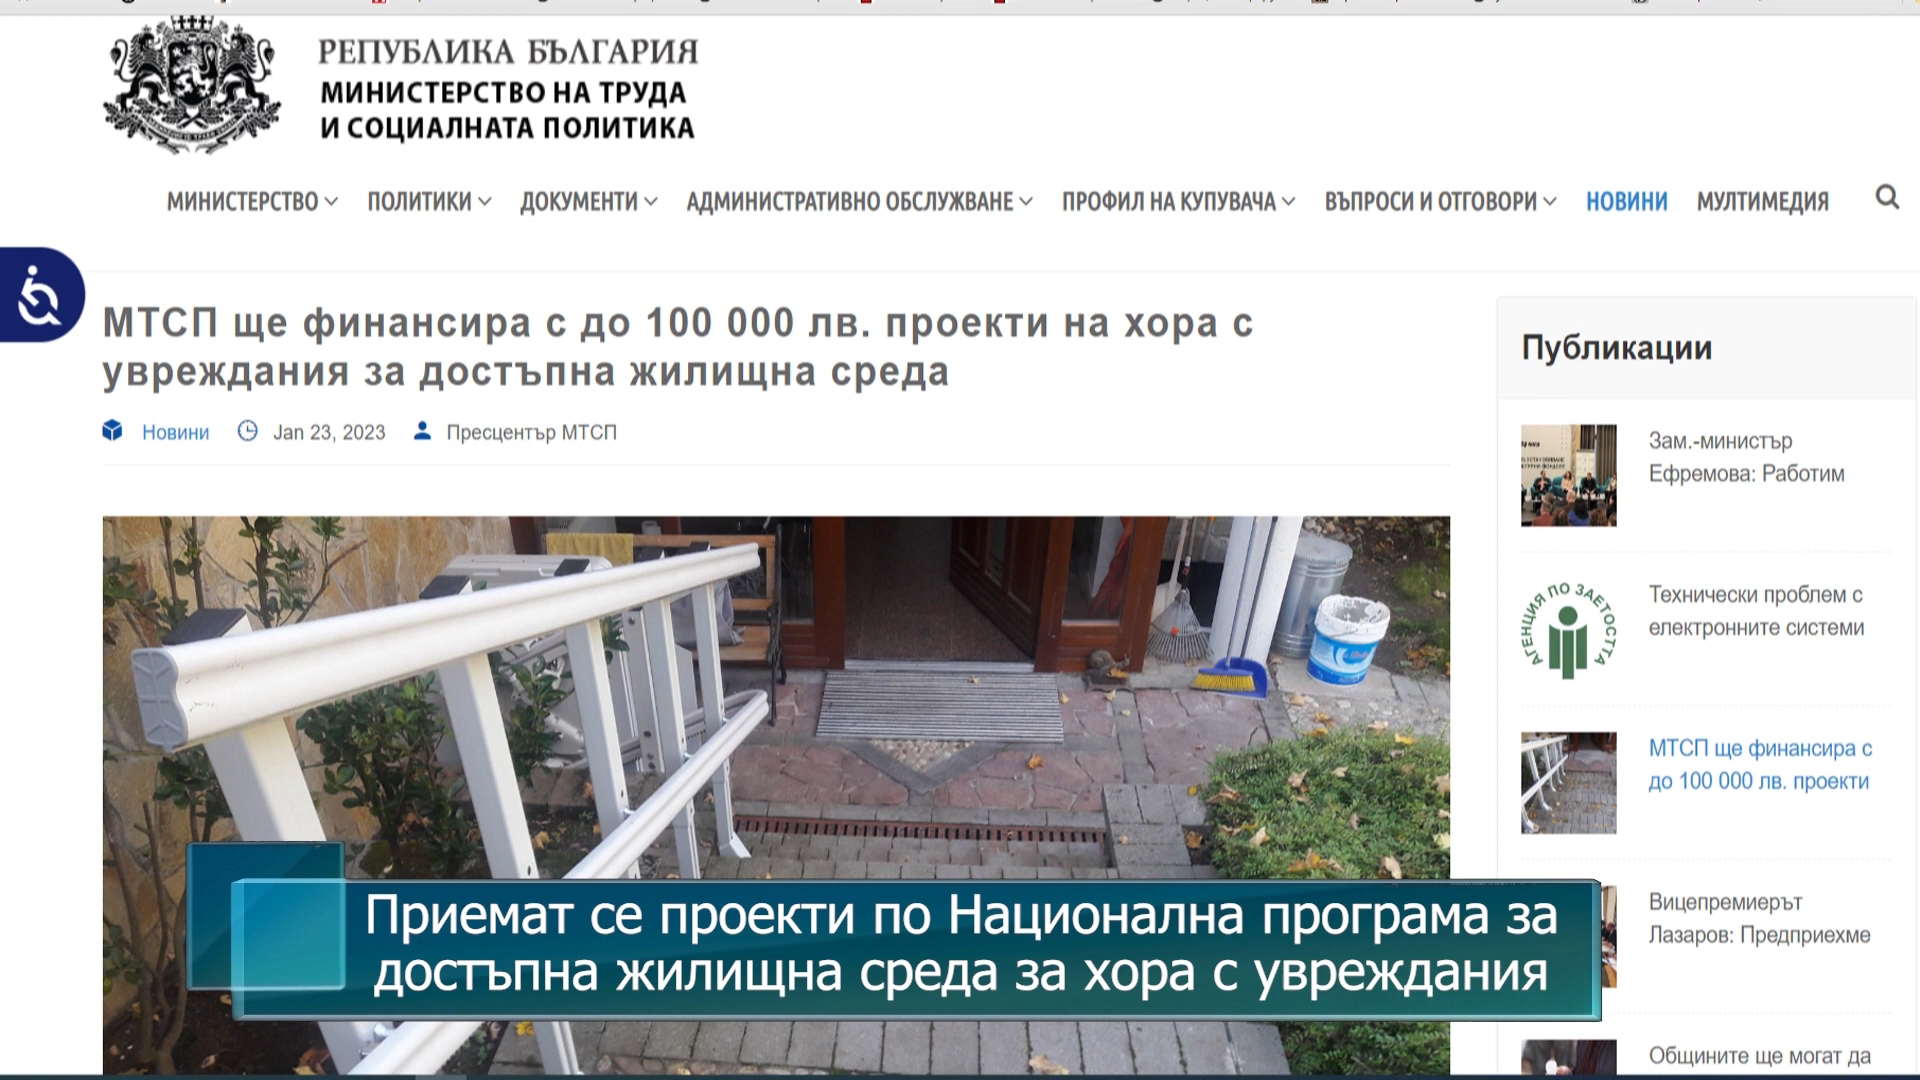 РЕПУБЛИКА БЪЛГАРИЯ
МИНИСТЕРСТВО НА ТРУДА
И СОЦИАЛНАТА ПОЛИТИКА
МИНИСТЕРСТВО ПОЛИТИКИ ДОКУМЕНТИ АДМИНИСТРАТИВНО ОБСЛУЖВАНЕ ПРОФИЛ НА КУПУВАЧА ВЪПРОСИ И ОТГОВОРИ НОВИНИ МУЛТИМЕДИЯ
МТСП ще финансира с до 100 000 лв. проекти на хора с
увреждания за достъпна жилищна среда
Новини Jan 23, 2023 Пресцентър МТСП
Публикации
Зам.-министър
Ефремова: Работим
АГЕНЦИЯ ПО ЗАЕТОСТТА
Технически проблем с
електронните системи
МТСП ще финансира с
до 100 000 лв. проекти
Вицепремиерът
Лазаров: Предприехме
Общините ще могат да
Приемат се проекти по Национална програма за
достъпна жилищна среда за хора с увреждания